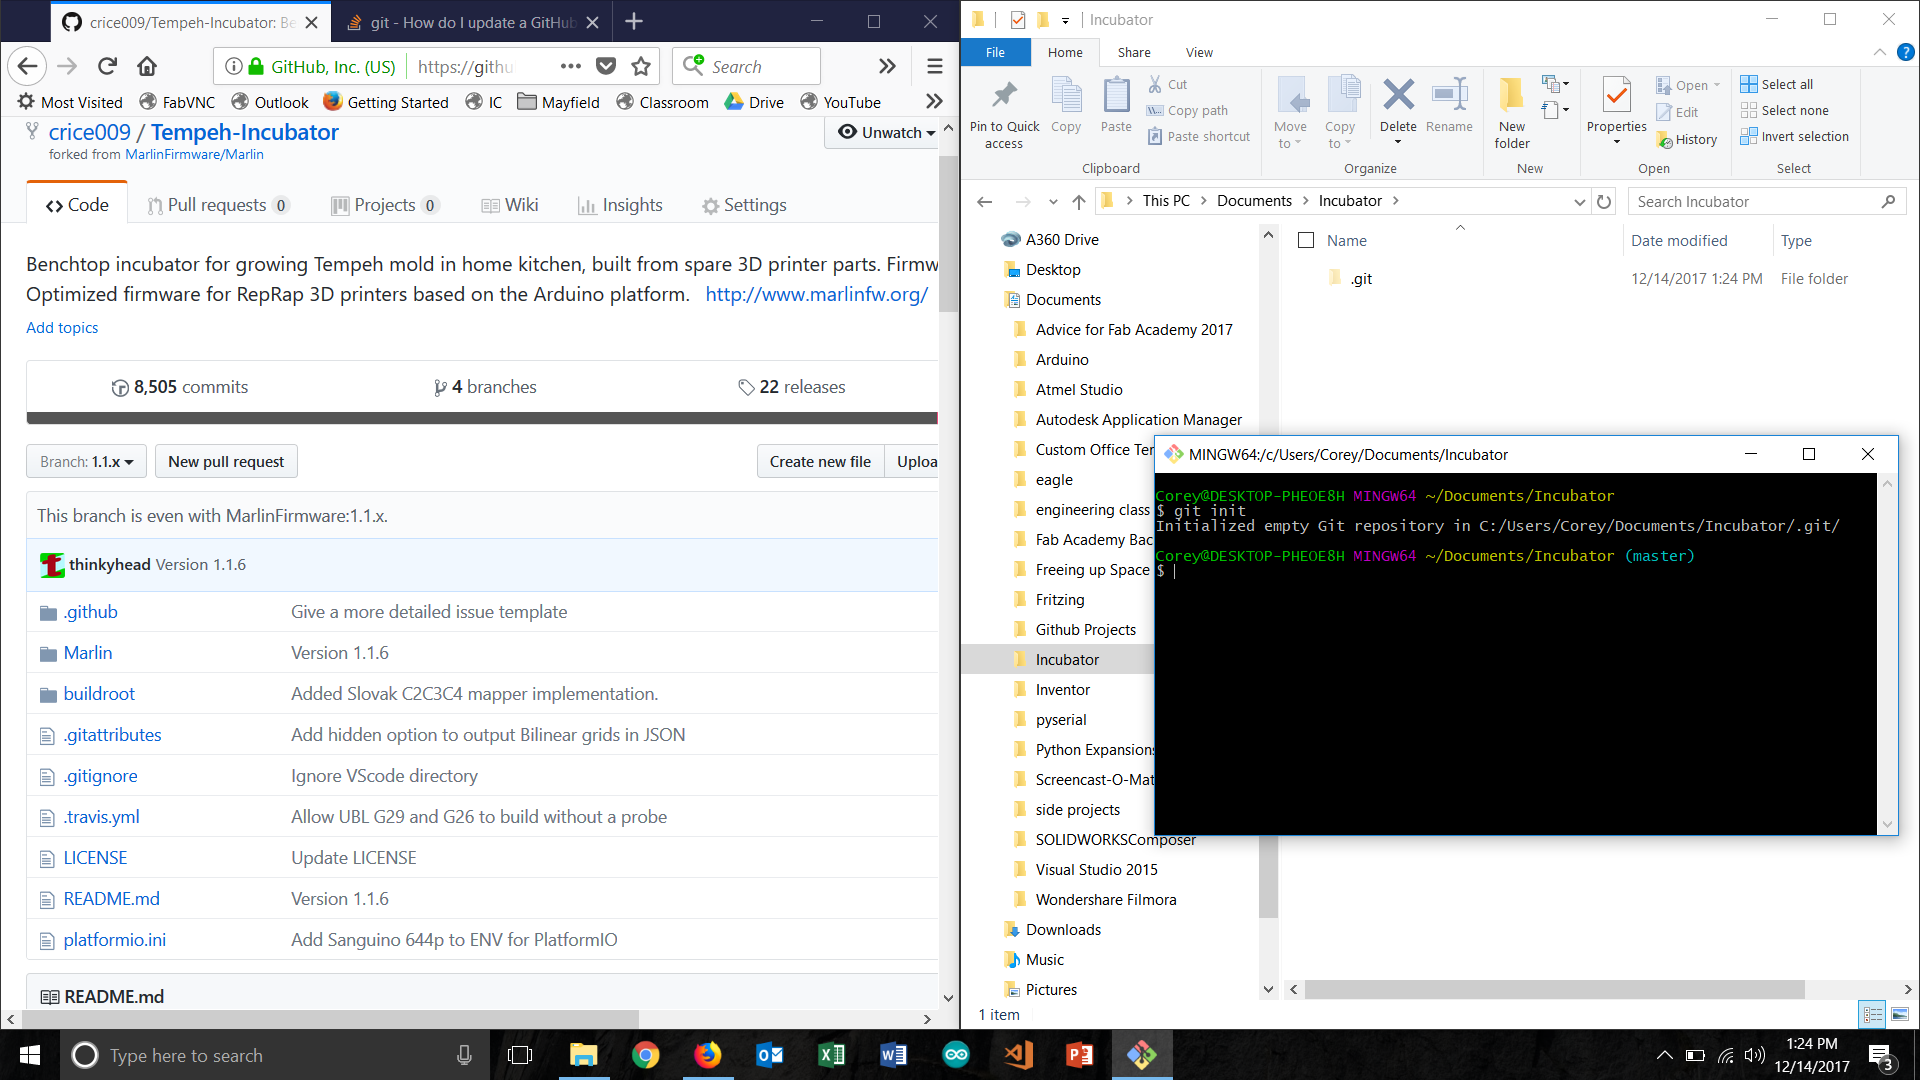 crice009/Tempeh-Incubator: Be
git - How do I update a GitHub
GitHub, Inc. (US)
https://githu
Search
Most Visited
FabVNC
Outlook
Getting Started
IC
Mayfield
Classroom
Drive
YouTube
crice009 / Tempeh-Incubator
Unwatch
forked from MarlinFirmware/Marlin
Code
Pull requests 0
Projects 0
Wiki
Insights
Settings
Benchtop incubator for growing Tempeh mold in home kitchen, built from spare 3D printer parts. Firmw
Optimized firmware for RepRap 3D printers based on the Arduino platform. http://www.marlinfw.org/
Add topics
8,505 commits
4 branches
22 releases
Branch: 1.1.x
New pull request
Create new file
Uploa
This branch is even with MarlinFirmware:1.1.x.
thinkyhead Version 1.1.6
.github Give a more detailed issue template
Marlin Version 1.1.6
buildroot Added Slovak C2C3C4 mapper implementation.
.gitattributes Add hidden option to output Bilinear grids in JSON
.gitignore Ignore VScode directory
.travis.yml Allow UBL G29 and G26 to build without a probe
LICENSE Update LICENSE
README.md Version 1.1.6
platformio.ini Add Sanguino 644p to ENV for PlatformIO
README.md
Incubator
File
Home
Share
View
Pin to Quick access
Copy
Paste
Cut
Copy path
Paste shortcut
Clipboard
Move to
Copy to
Delete
Rename
Organize
New folder
New
Properties
Open
Edit
History
Open
Select all
Select none
Invert selection
Select
This PC
Documents
Incubator
Search Incubator
Name
Date modified
Type
.git
12/14/2017 1:24 PM
File folder
A360 Drive
Desktop
Documents
Advice for Fab Academy 2017
Arduino
Atmel Studio
Autodesk Application Manager
Custom Office Ter
eagle
engineering class
Fab Academy Bac
Freeing up Space
Fritzing
Github Projects
Incubator
Inventor
pyserial
Python Expansions
Screencast-O-Mat
side projects
SOLIDWORKSComposer
Visual Studio 2015
Wondershare Filmora
Downloads
Music
Pictures
1 item
MINGW64:/c/Users/Corey/Documents/Incubator
Corey@DESKTOP-PHEOE8H MINGW64 ~/Documents/Incubator
$ git init
Initialized empty Git repository in C:/Users/Corey/Documents/Incubator/.git/
Corey@DESKTOP-PHEOE8H MINGW64 ~/Documents/Incubator (master)
$
Type here to search
1:24 PM
12/14/2017
3